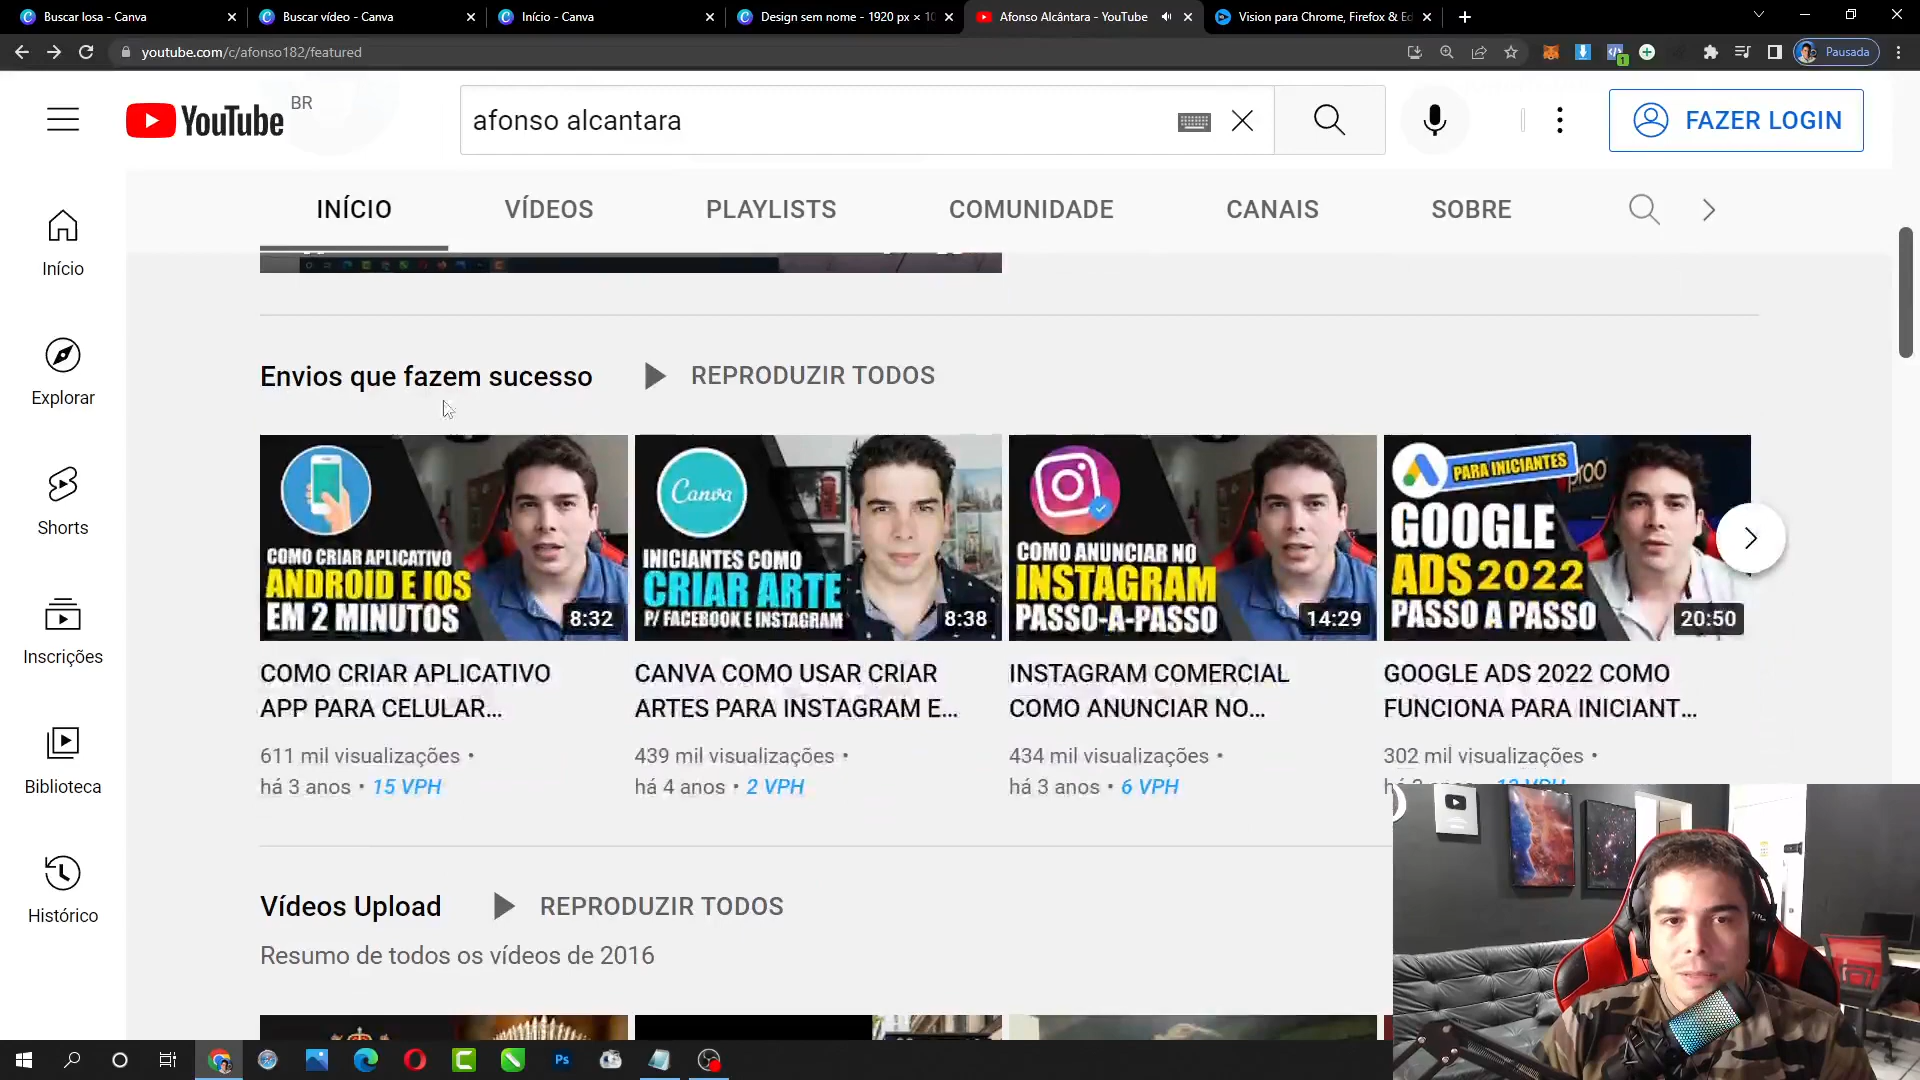 Buscar losa - Canva
Buscar vídeo - Canva
Início - Canva
Design sem nome - 1920 px × 10
Afonso Alcântara - YouTube
Vision para Chrome, Firefox & Ed
youtube.com/c/afonso182/featured
1
Pausada
YouTube
BR
afonso alcantara
FAZER LOGIN
INÍCIO
VÍDEOS
PLAYLISTS
COMUNIDADE
CANAIS
SOBRE
Início
Explorar
Shorts
Inscrições
Biblioteca
Histórico
Envios que fazem sucesso
REPRODUZIR TODOS
COMO CRIAR APLICATIVO
ANDROID E IOS
EM 2 MINUTOS
8:32
Canva
INICIANTES COMO
CRIAR ARTE
P/ FACEBOOK E INSTAGRAM
8:38
COMO ANUNCIAR NO
INSTAGRAM
PASSO-A-PASSO
14:29
PARA INICIANTES
GOOGLE
ADS 2022
PASSO A PASSO
20:50
COMO CRIAR APLICATIVO
APP PARA CELULAR...
611 mil visualizações •
há 3 anos • 15 VPH
CANVA COMO USAR CRIAR
ARTES PARA INSTAGRAM E...
439 mil visualizações •
há 4 anos • 2 VPH
INSTAGRAM COMERCIAL
COMO ANUNCIAR NO...
434 mil visualizações •
há 3 anos • 6 VPH
GOOGLE ADS 2022 COMO
FUNCIONA PARA INICIANT...
302 mil visualizações •
Vídeos Upload
REPRODUZIR TODOS
Resumo de todos os vídeos de 2016
Ps